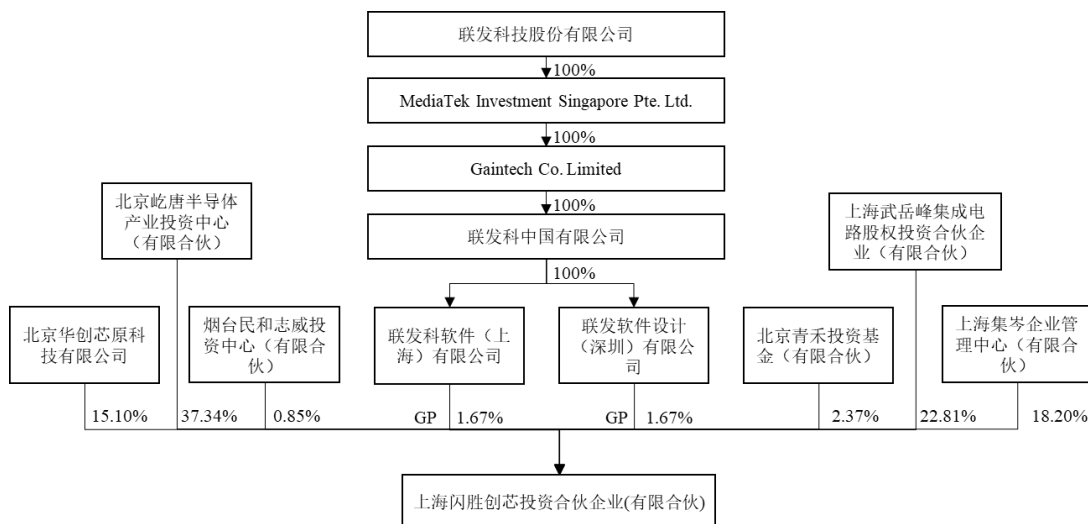 联发科技股份有限公司
100%
MediaTek Investment Singapore Pte. Ltd.
100%
Gaintech Co. Limited
100%
联发科中国有限公司
100%
北京屹唐半导体
产业投资中心
（有限合伙）
上海武岳峰集成电
路股权投资合伙企
业（有限合伙）
北京华创芯原科
技有限公司
烟台民和志威投
资中心（有限合
伙）
联发科软件（上
海）有限公司
联发软件设计
（深圳）有限公
司
北京青禾投资基
金（有限合伙）
上海集岑企业管
理中心（有限合
伙）
15.10%
37.34%
0.85%
GP
1.67%
GP
1.67%
2.37%
22.81%
18.20%
上海闪胜创芯投资合伙企业(有限合伙)